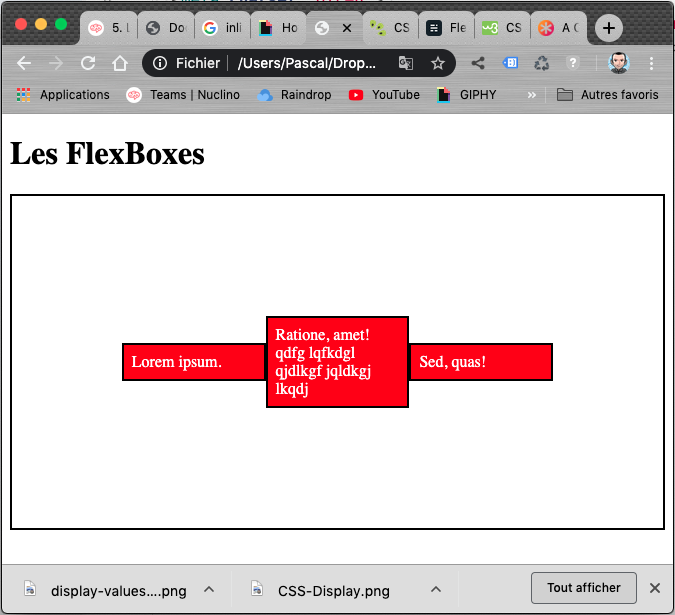 5. L
Do
inli
Ho
CS
Fle
CS
A C
Fichier
/Users/Pascal/Drop...
Applications
Teams | Nuclino
Raindrop
YouTube
GIPHY
»
Autres favoris
Les FlexBoxes
Lorem ipsum.
Ratione, amet!
qdfg lqfkdgl
qjdlkgf jqldkgj
lkqdj
Sed, quas!
display-values....png
CSS-Display.png
Tout afficher